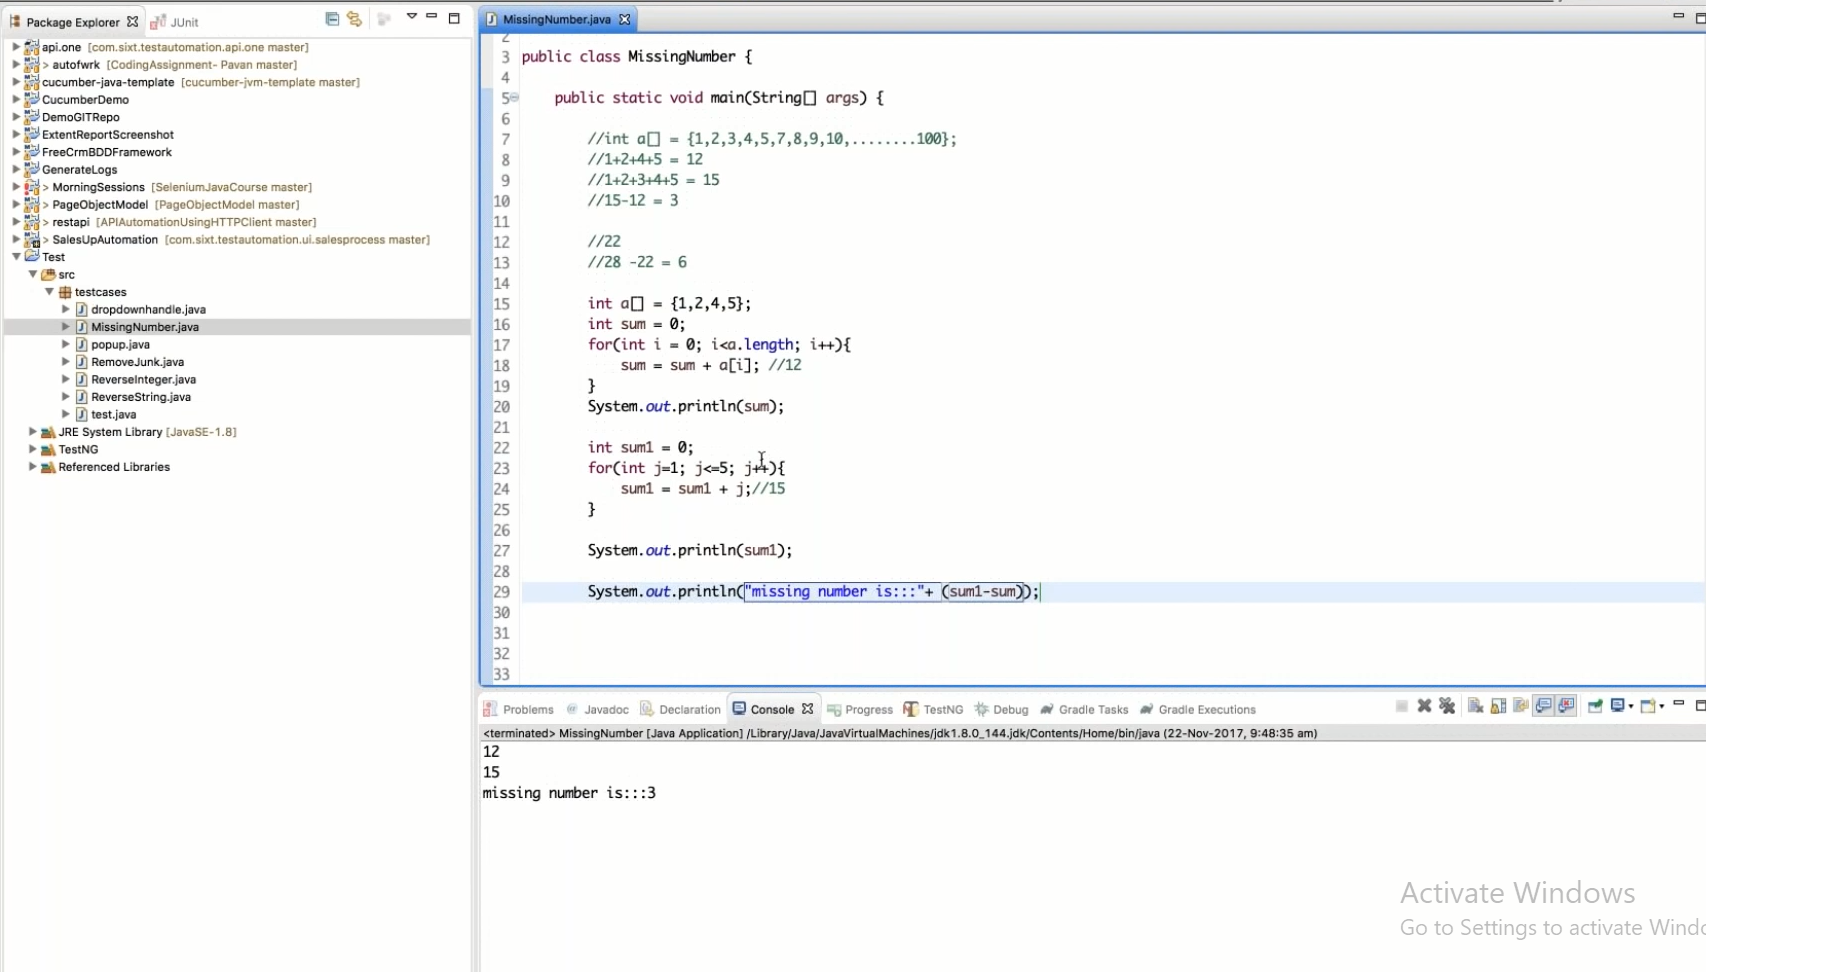 Package Explorer
JUnit
api.one [com.sixt.testautomation.api.one master]
> autofwrk [CodingAssignment- Pavan master]
cucumber-java-template [cucumber-jvm-template master]
CucumberDemo
DemoGITRepo
ExtentReportScreenshot
FreeCrmBDDFramework
GenerateLogs
> MorningSessions [SeleniumJavaCourse master]
> PageObjectModel [PageObjectModel master]
> restapi [APIAutomationUsingHTTPClient master]
> SalesUpAutomation [com.sixt.testautomation.ui.salesprocess master]
Test
src
testcases
dropdownhandle.java
MissingNumber.java
popup.java
RemoveJunk.java
ReverseInteger.java
ReverseString.java
test.java
JRE System Library [JavaSE-1.8]
TestNG
Referenced Libraries
MissingNumber.java
2
3 public class MissingNumber {
4
5 public static void main(String[] args) {
6
7 //int a[] = {1,2,3,4,5,7,8,9,10,........100};
8 //1+2+4+5 = 12
9 //1+2+3+4+5 = 15
10 //15-12 = 3
11
12 //22
13 //28 -22 = 6
14
15 int a[] = {1,2,4,5};
16 int sum = 0;
17 for(int i = 0; i<a.length; i++){
18 sum = sum + a[i]; //12
19 }
20 System.out.println(sum);
21
22 int sum1 = 0;
23 for(int j=1; j<=5; j++){
24 sum1 = sum1 + j;//15
25 }
26
27 System.out.println(sum1);
28
29 System.out.println("missing number is:::"+ (sum1-sum));
30
31
32
33
Problems Javadoc Declaration Console Progress TestNG Debug Gradle Tasks Gradle Executions
<terminated> MissingNumber [Java Application] /Library/Java/JavaVirtualMachines/jdk1.8.0_144.jdk/Contents/Home/bin/java (22-Nov-2017, 9:48:35 am)
12
15
missing number is:::3
Activate Windows
Go to Settings to activate Windo